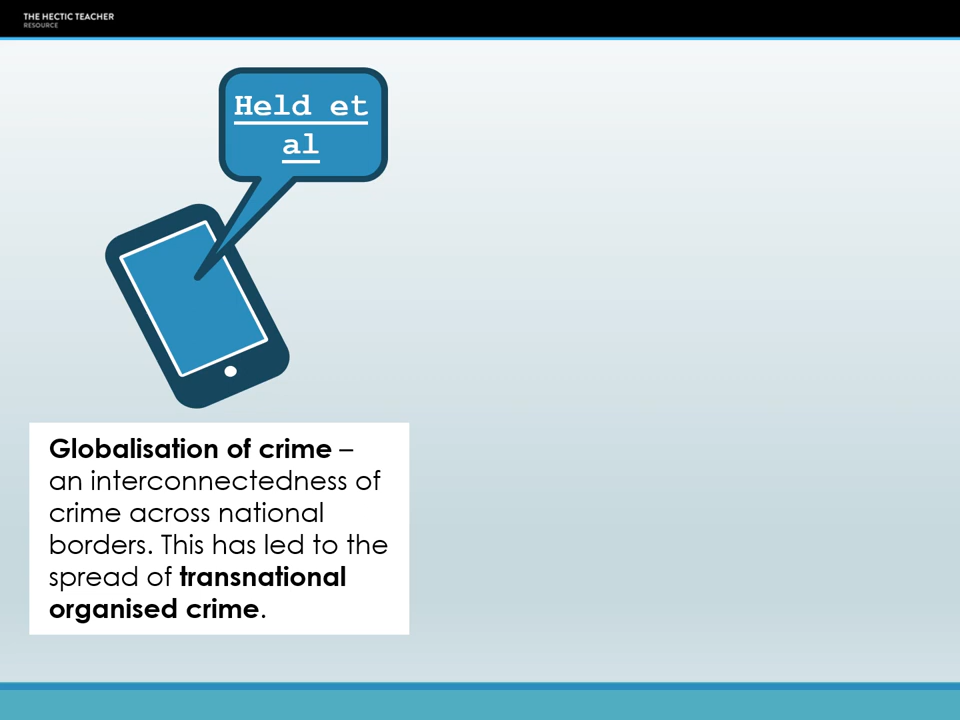 THE HECTIC TEACHER
RESOURCE
Held et
al
Globalisation of crime –
an interconnectedness of
crime across national
borders. This has led to the
spread of transnational
organised crime.